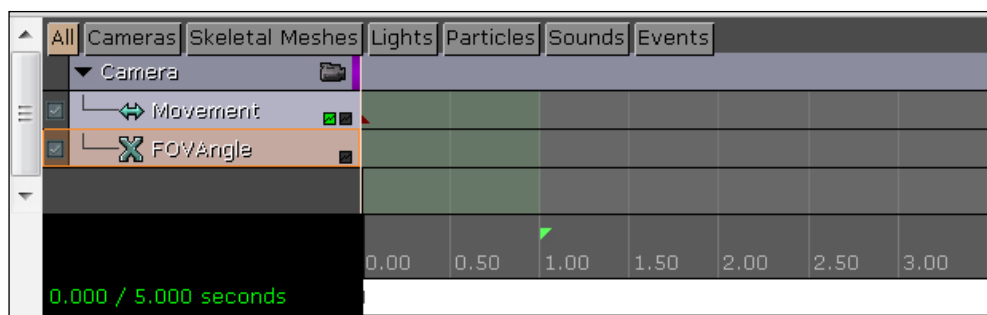 All Cameras Skeletal Meshes Lights Particles Sounds Events
Camera
Movement
FOVAngle
0.00 0.50 1.00 1.50 2.00 2.50 3.00
0.000 / 5.000 seconds